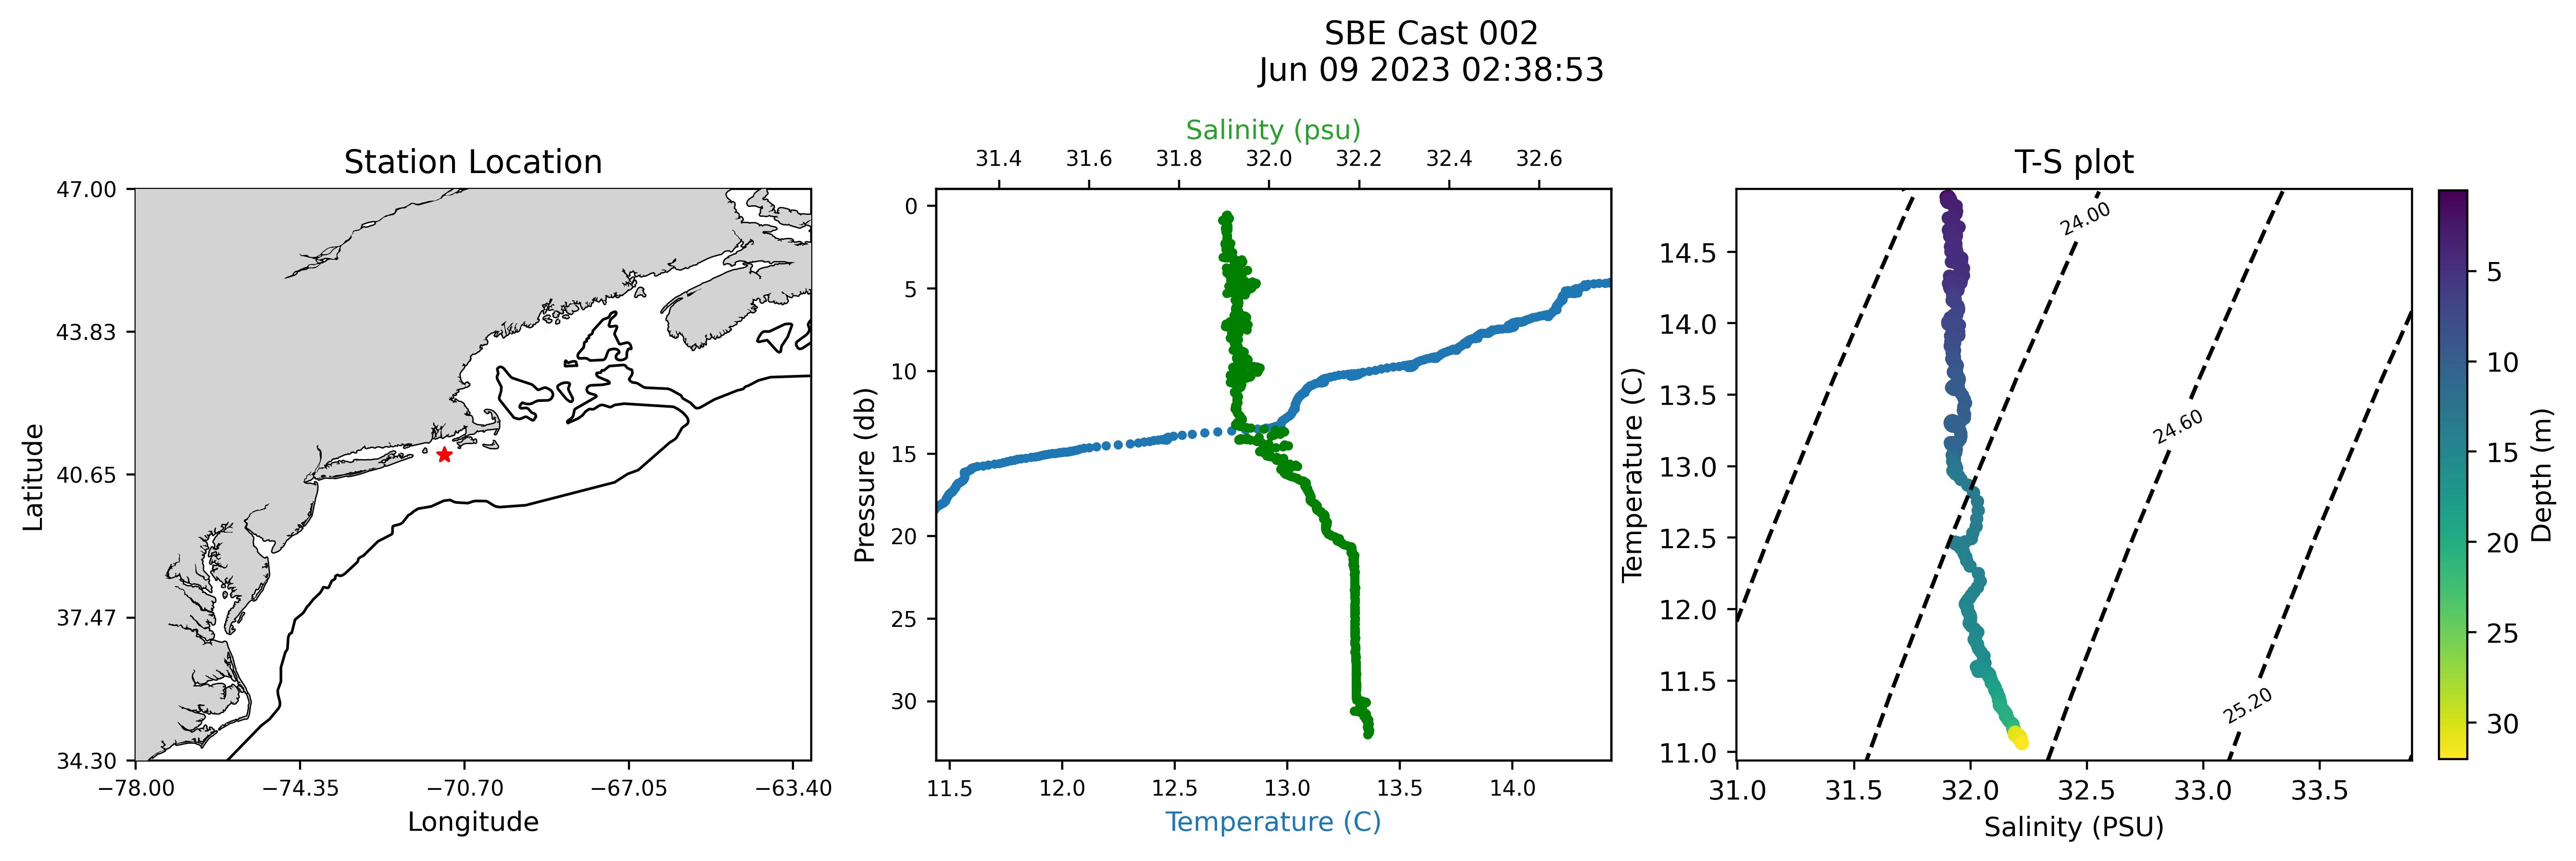 SBE Cast 002
Jun 09 2023 02:38:53
Station Location
47.00
43.83
40.65
37.47
34.30
Latitude
−78.00 −74.35 −70.70 −67.05 −63.40
Longitude
Salinity (psu)
31.4 31.6 31.8 32.0 32.2 32.4 32.6
0
5
10
15
20
25
30
Pressure (db)
11.5 12.0 12.5 13.0 13.5 14.0
Temperature (C)
T-S plot
14.5
14.0
13.5
13.0
12.5
12.0
11.5
11.0
Temperature (C)
24.00
24.60
25.20
31.0 31.5 32.0 32.5 33.0 33.5
Salinity (PSU)
5
10
15
20
25
30
Depth (m)